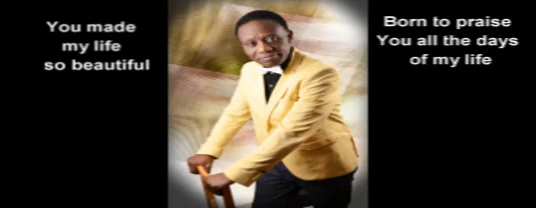 You made
my life
so beautiful
Born to praise
You all the days
of my life